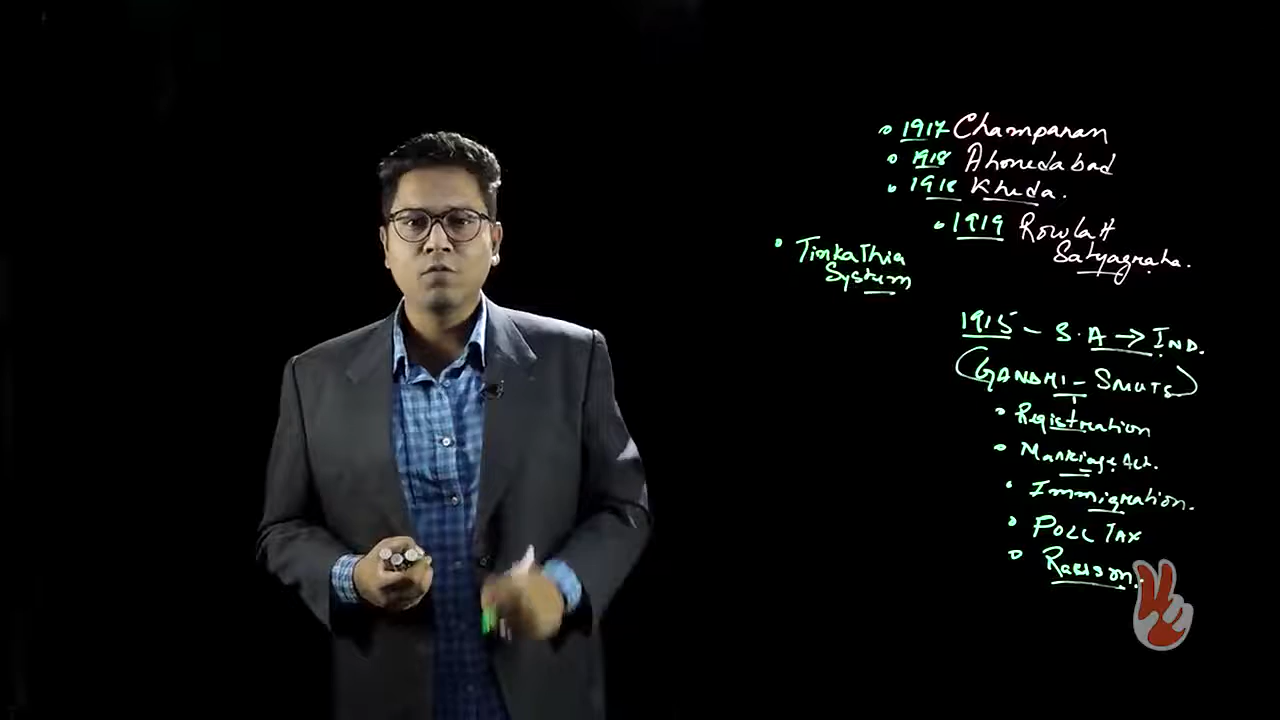 1917 Champaran
1918 Ahmedabad
1918 Kheda.
1919 Rowlatt
Satyagraha.
Tinkathia
System
1915 - S.A → IND.
(GANDHI - SMUTS)
Registration
Marriage Act.
Immigration.
POLL TAX
Racism.